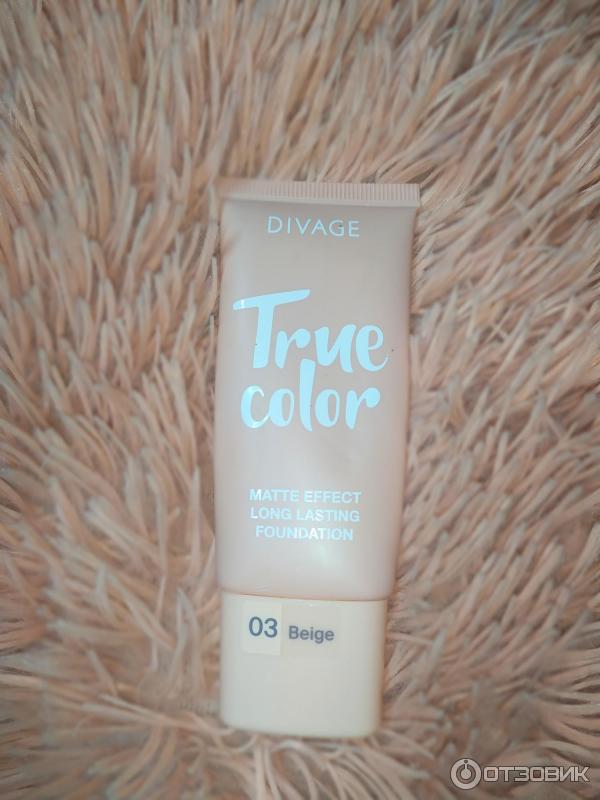 DIVAGE
True
color
MATTE EFFECT
LONG LASTING
FOUNDATION
03 Beige
ОТЗОВИК